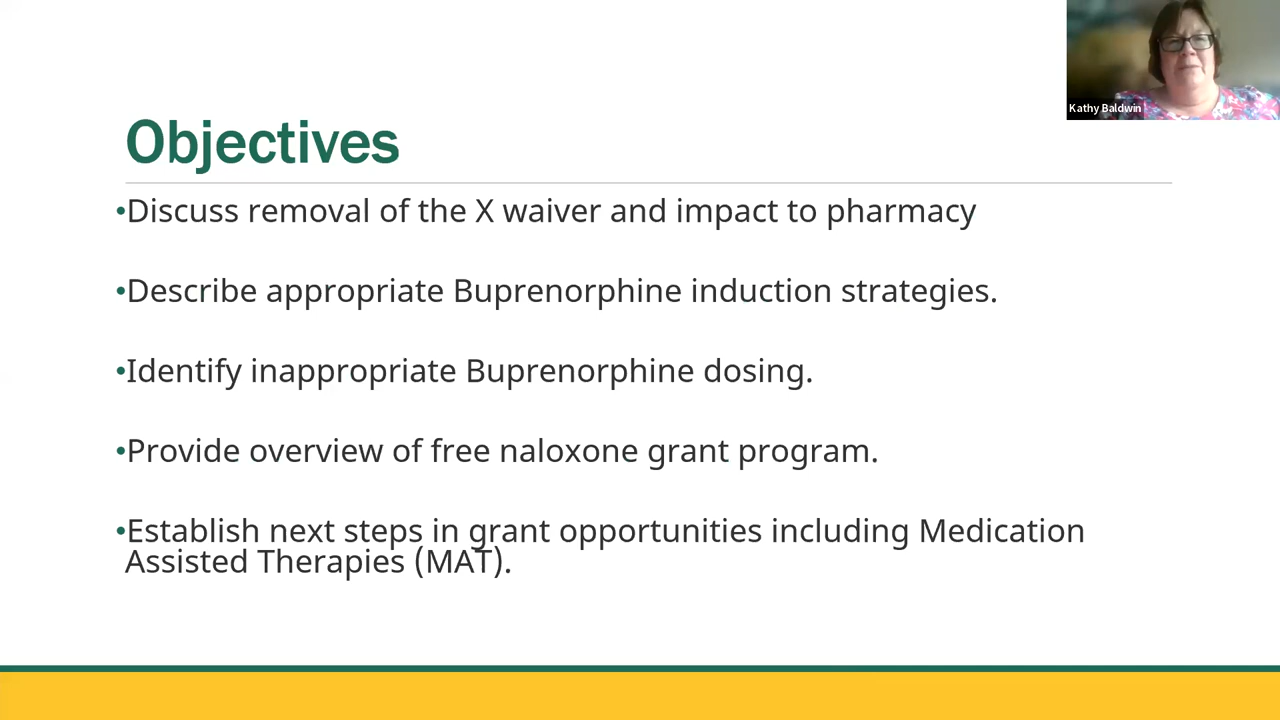 Kathy Baldwin
Objectives
•Discuss removal of the X waiver and impact to pharmacy
•Describe appropriate Buprenorphine induction strategies.
•Identify inappropriate Buprenorphine dosing.
•Provide overview of free naloxone grant program.
•Establish next steps in grant opportunities including Medication
Assisted Therapies (MAT).